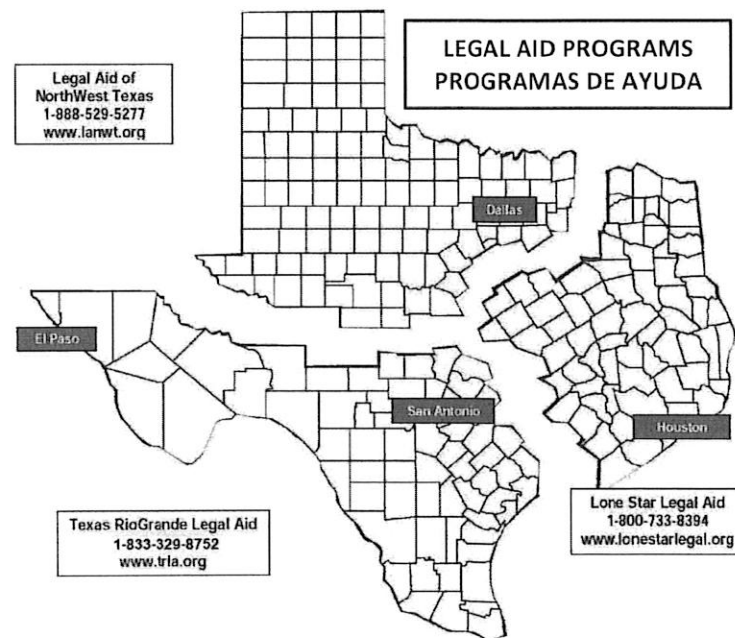 LEGAL AID PROGRAMS
PROGRAMAS DE AYUDA
Legal Aid of
NorthWest Texas
1-888-529-5277
www.lanwt.org
Dallas
El Paso
San Antonio
Houston
Texas RioGrande Legal Aid
1-833-329-8752
www.trla.org
Lone Star Legal Aid
1-800-733-8394
www.lonestarlegal.org